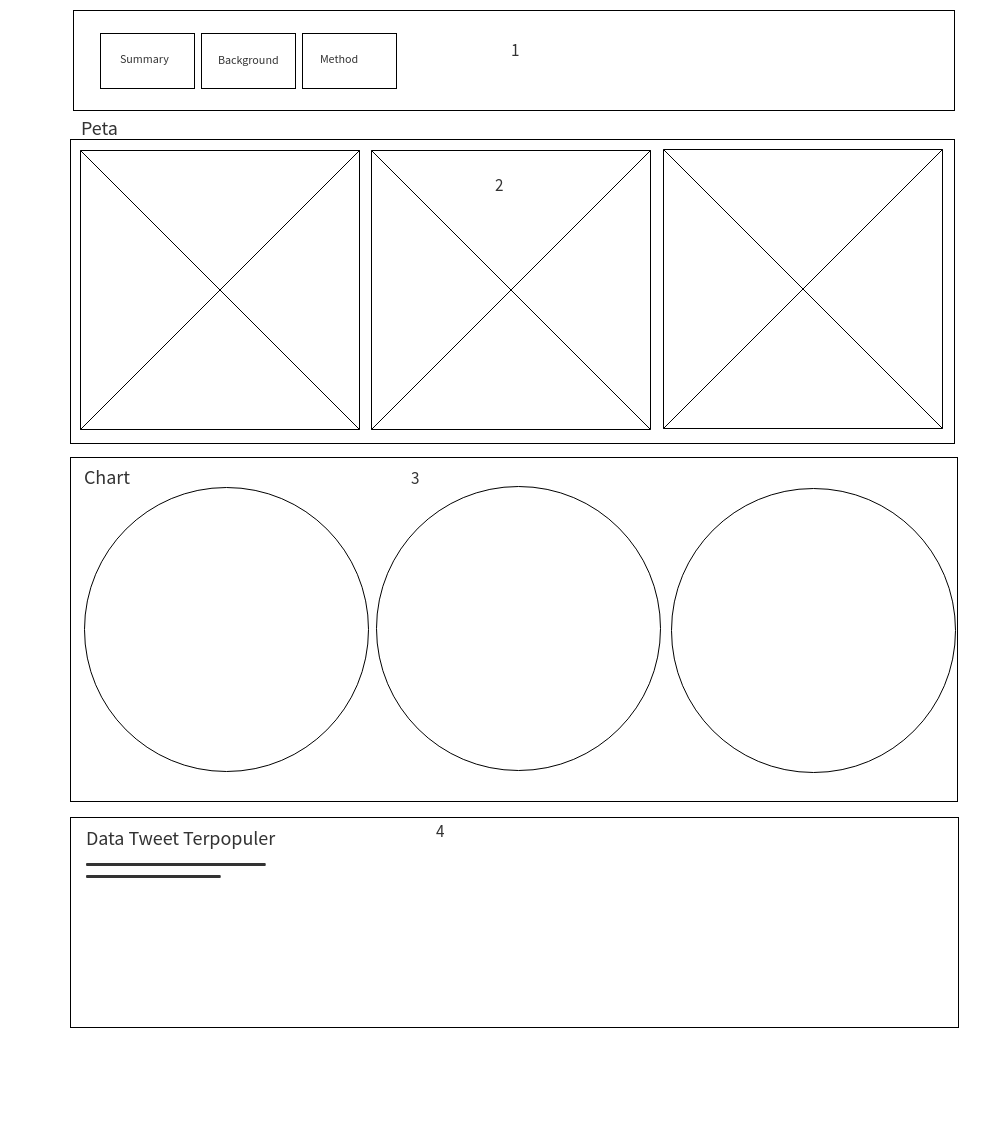 Summary
Background
Method
1
Peta
2
Chart
3
Data Tweet Terpopuler
4